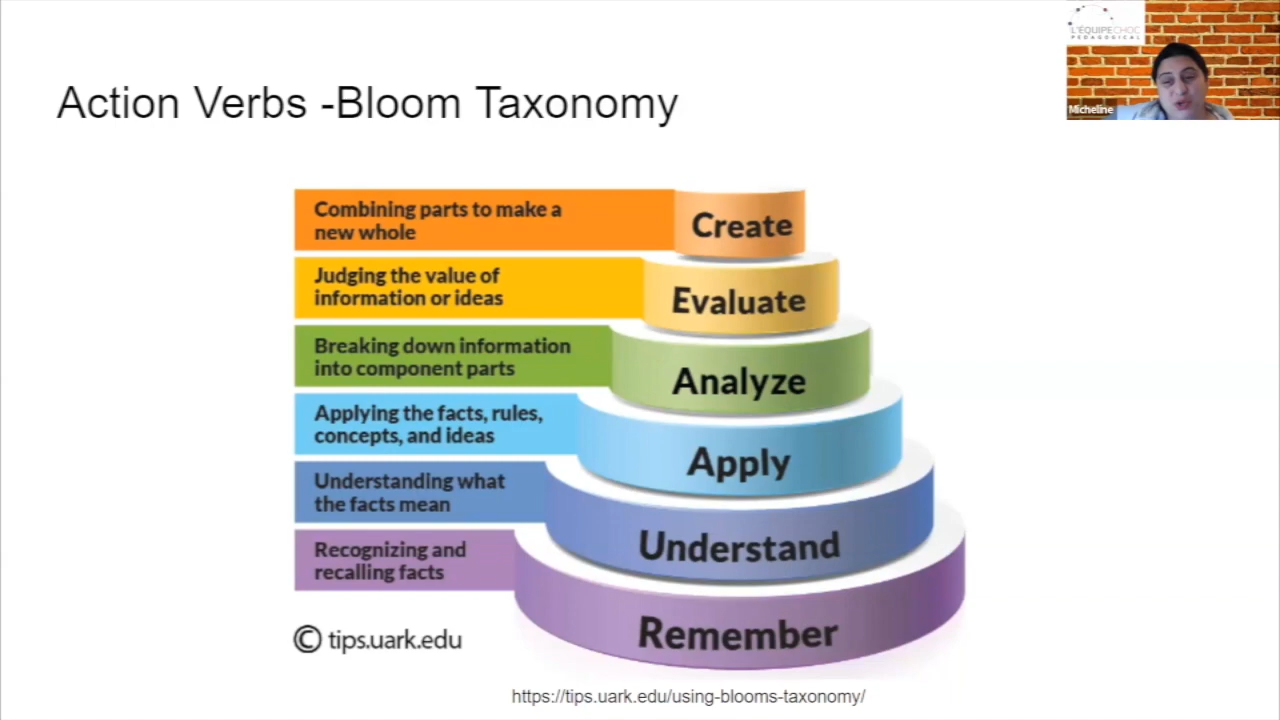 L'ÉQUIPECHOC
PEDAGOGICAL
Micheline
Action Verbs -Bloom Taxonomy
Combining parts to make a
new whole
Create
Judging the value of
information or ideas
Evaluate
Breaking down information
into component parts
Analyze
Applying the facts, rules,
concepts, and ideas
Apply
Understanding what
the facts mean
Understand
Recognizing and
recalling facts
Remember
© tips.uark.edu
https://tips.uark.edu/using-blooms-taxonomy/